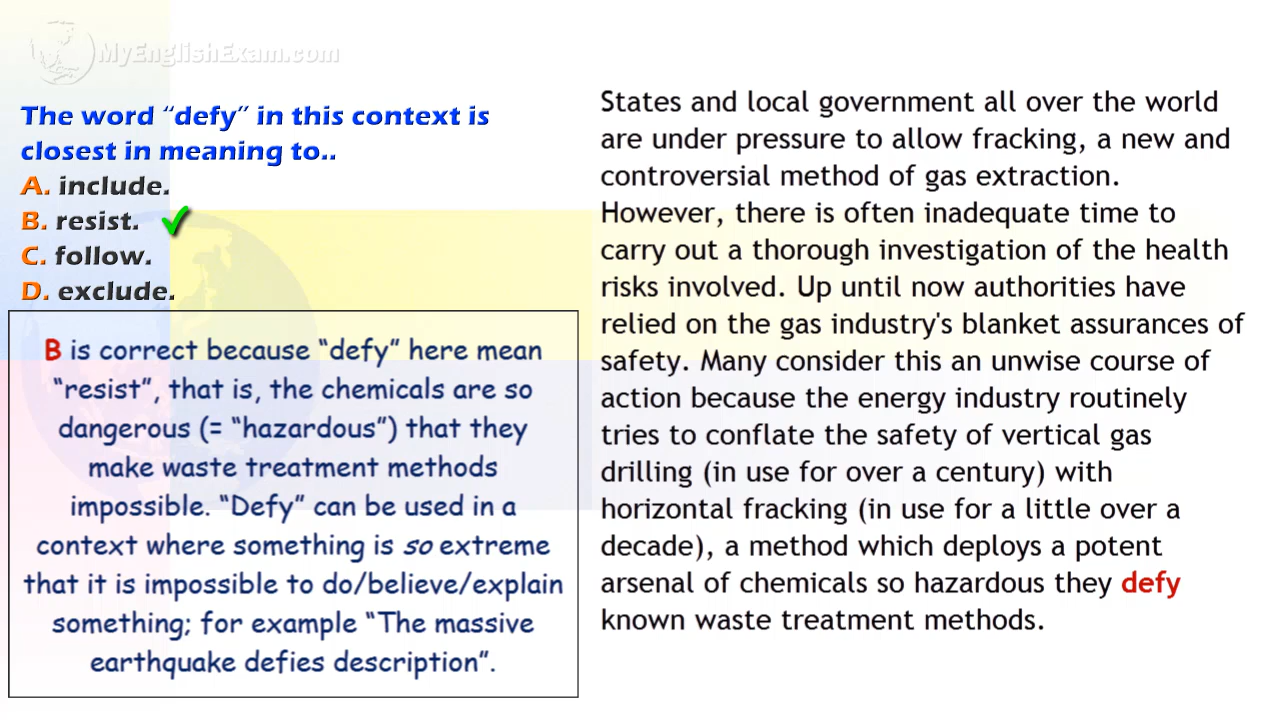 MyEnglishExam.com
The word “defy” in this context is
closest in meaning to..
A. include.
B. resist.
C. follow.
D. exclude.
B is correct because “defy” here mean
“resist”, that is, the chemicals are so
dangerous (= “hazardous”) that they
make waste treatment methods
impossible. “Defy” can be used in a
context where something is so extreme
that it is impossible to do/believe/explain
something; for example “The massive
earthquake defies description”.
States and local government all over the world
are under pressure to allow fracking, a new and
controversial method of gas extraction.
However, there is often inadequate time to
carry out a thorough investigation of the health
risks involved. Up until now authorities have
relied on the gas industry's blanket assurances of
safety. Many consider this an unwise course of
action because the energy industry routinely
tries to conflate the safety of vertical gas
drilling (in use for over a century) with
horizontal fracking (in use for a little over a
decade), a method which deploys a potent
arsenal of chemicals so hazardous they defy
known waste treatment methods.